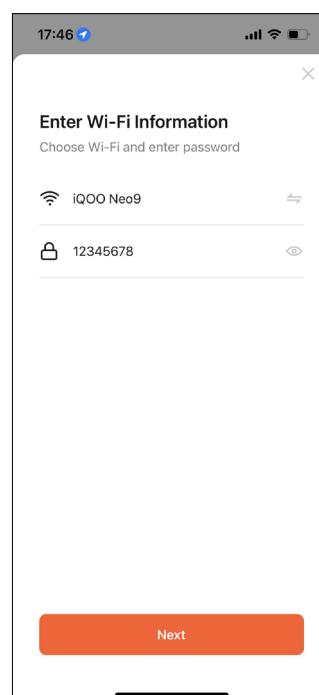 17:46
Enter Wi-Fi Information
Choose Wi-Fi and enter password
iQOO Neo9
12345678
Next